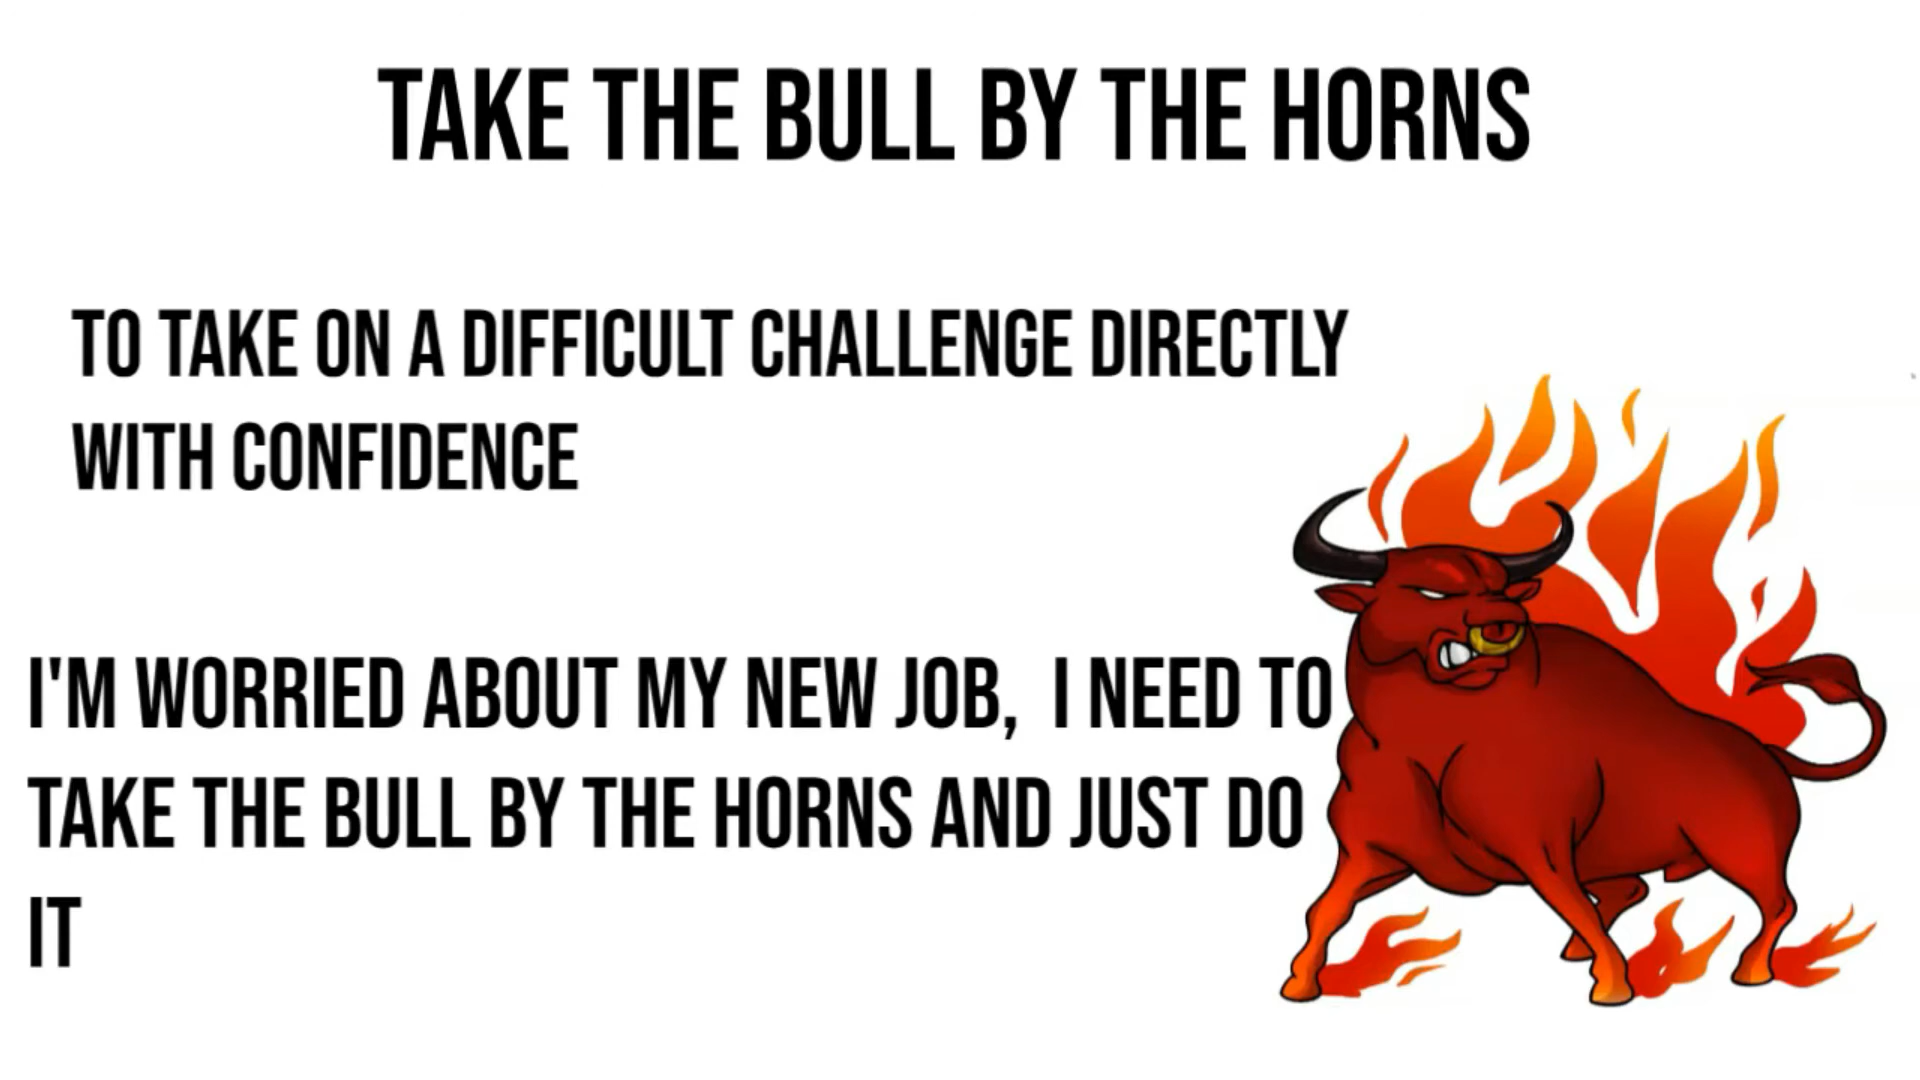 TAKE THE BULL BY THE HORNS
TO TAKE ON A DIFFICULT CHALLENGE DIRECTLY
WITH CONFIDENCE
I'M WORRIED ABOUT MY NEW JOB,  I NEED TO
TAKE THE BULL BY THE HORNS AND JUST DO
IT